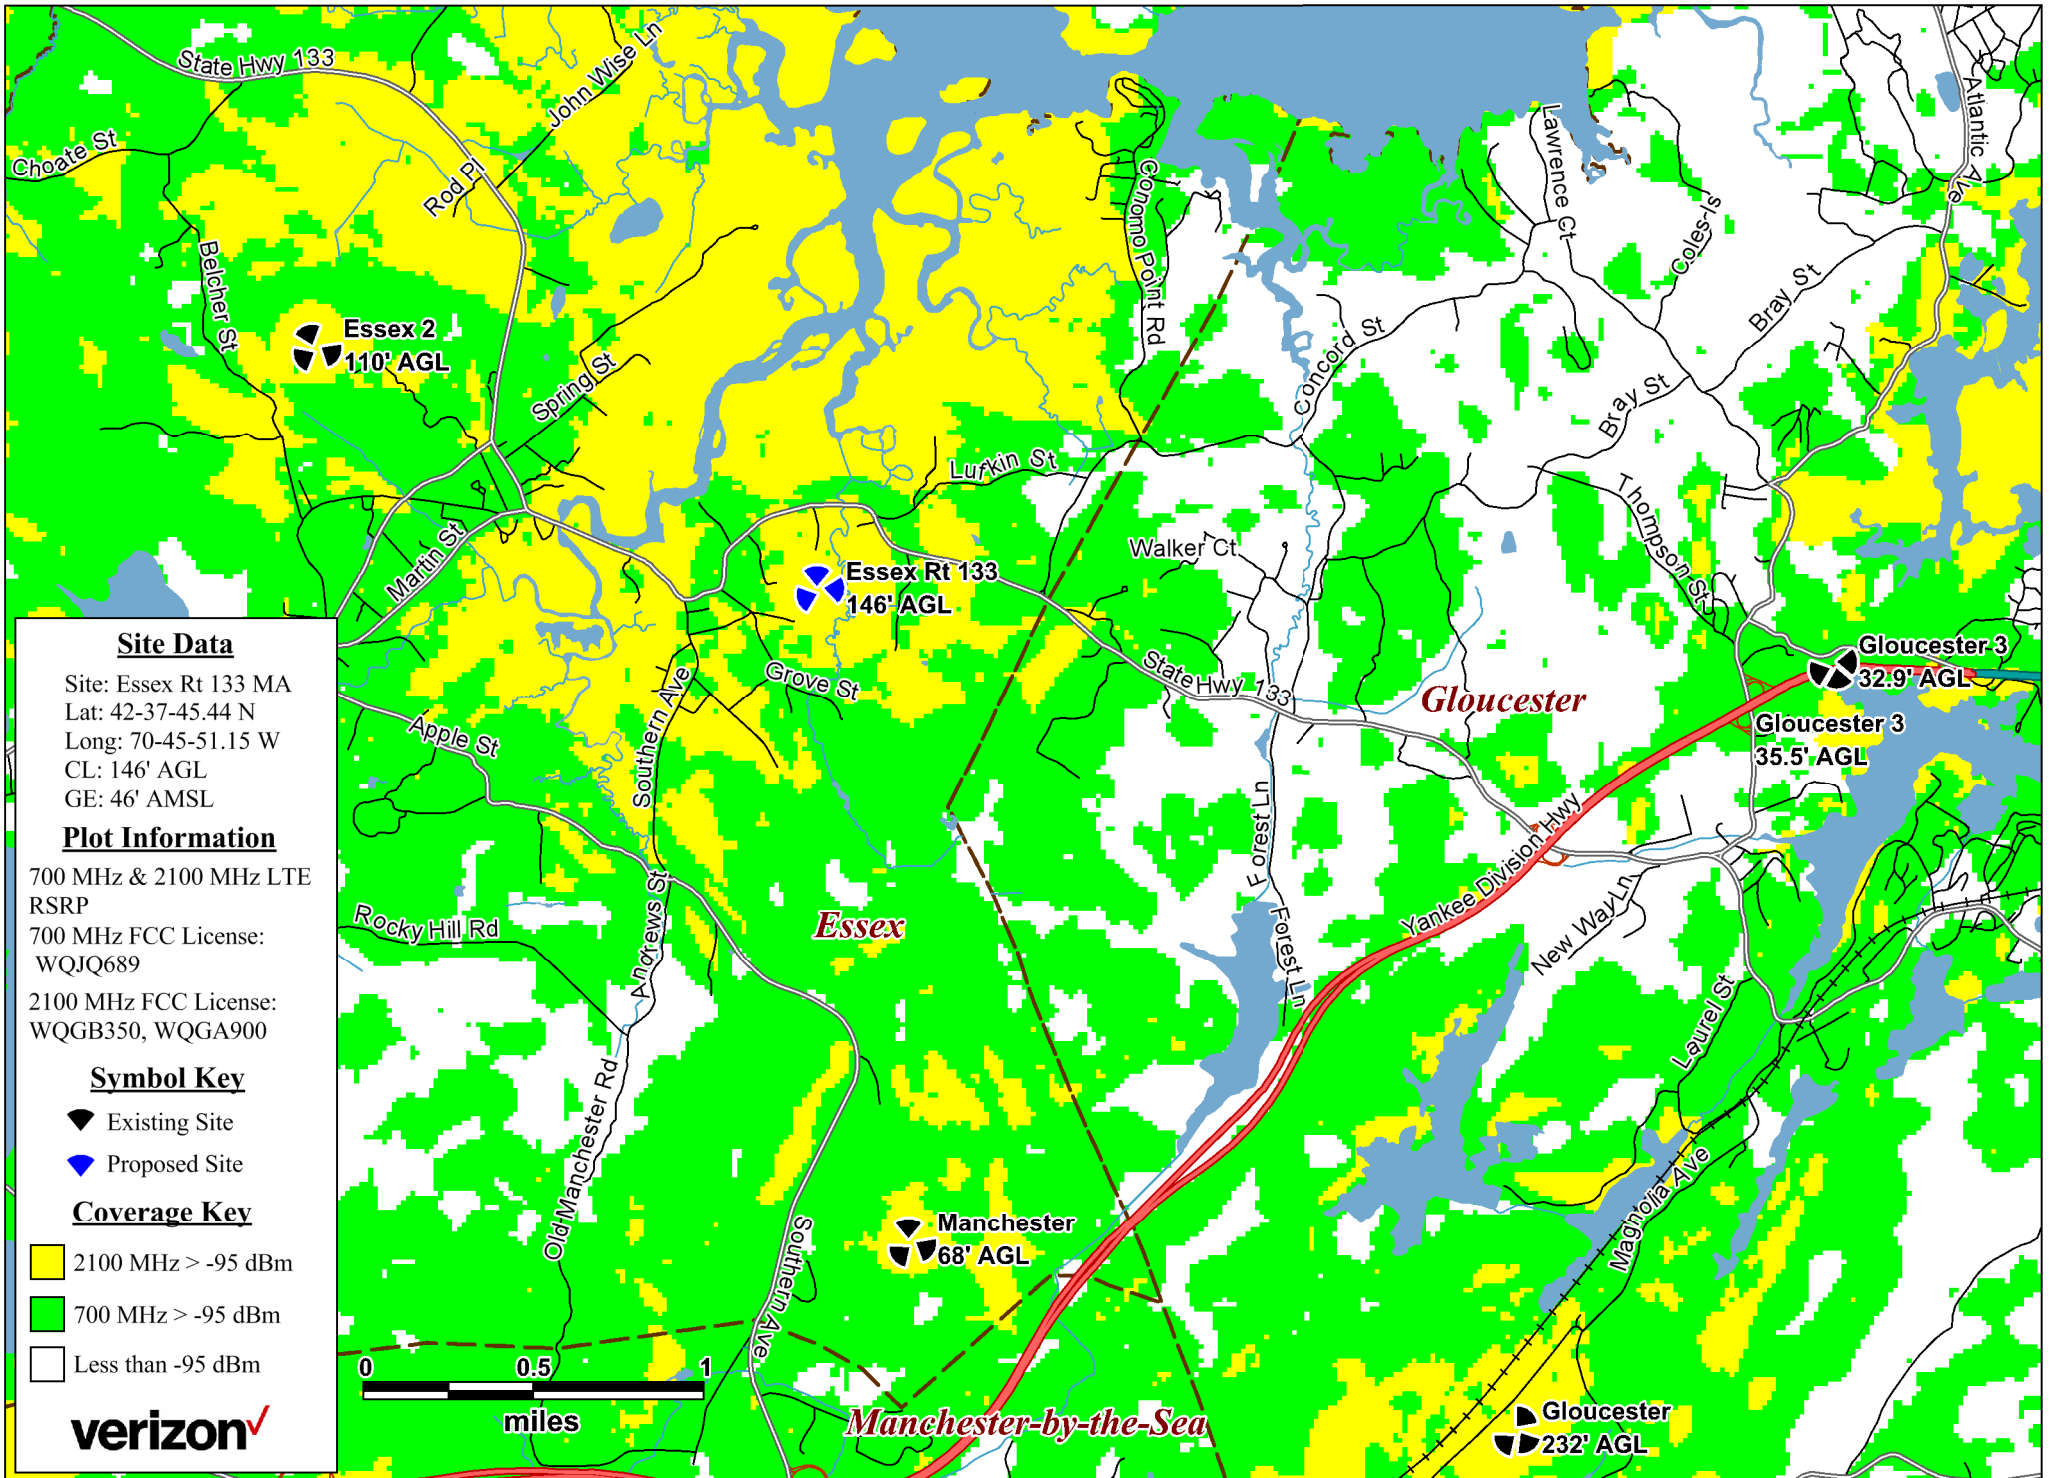 State Hwy 133
John Wise Ln
Choate St
Rod Pl
Belcher St
Conomo Point Rd
Lawrence Ct
Coles-Is
Atlantic Ave
Bray St
Essex 2
110' AGL
Spring St
Concord St
Bray St
Lufkin St
Thompson St
Martin St
Walker Ct
Essex Rt 133
146' AGL
Grove St
State Hwy 133
Gloucester
Gloucester 3
32.9' AGL
Gloucester 3
35.5' AGL
Apple St
Southern Ave
Forest Ln
Yankee Division Hwy
Essex
Rocky Hill Rd
Andrews St
Forest Ln
New Way Ln
Laurel St
Old Manchester Rd
Magnolia Ave
Manchester
68' AGL
Southern Ave
Manchester-by-the-Sea
Gloucester
232' AGL
Site Data
Site: Essex Rt 133 MA
Lat: 42-37-45.44 N
Long: 70-45-51.15 W
CL: 146' AGL
GE: 46' AMSL
Plot Information
700 MHz & 2100 MHz LTE
RSRP
700 MHz FCC License:
WQJQ689
2100 MHz FCC License:
WQGB350, WQGA900
Symbol Key
Existing Site
Proposed Site
Coverage Key
2100 MHz > -95 dBm
700 MHz > -95 dBm
Less than -95 dBm
verizon
0 0.5 1
miles